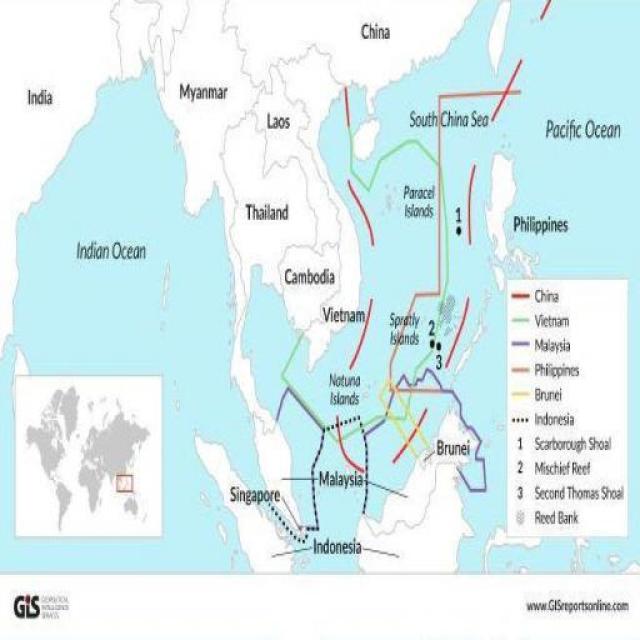 China
India
Myanmar
Laos
South China Sea
Pacific Ocean
Paracel
Islands
1
Thailand
Philippines
Indian Ocean
Cambodia
Vietnam
Spratly
Islands
2
3
Natuna
Islands
Brunei
Malaysia
Singapore
Indonesia
China
Vietnam
Malaysia
Philippines
Brunei
Indonesia
1 Scarborough Shoal
2 Mischief Reef
3 Second Thomas Shoal
Reed Bank
GIS
GEOPOLITICAL
INTELLIGENCE
SERVICES
www.GISreportsonline.com